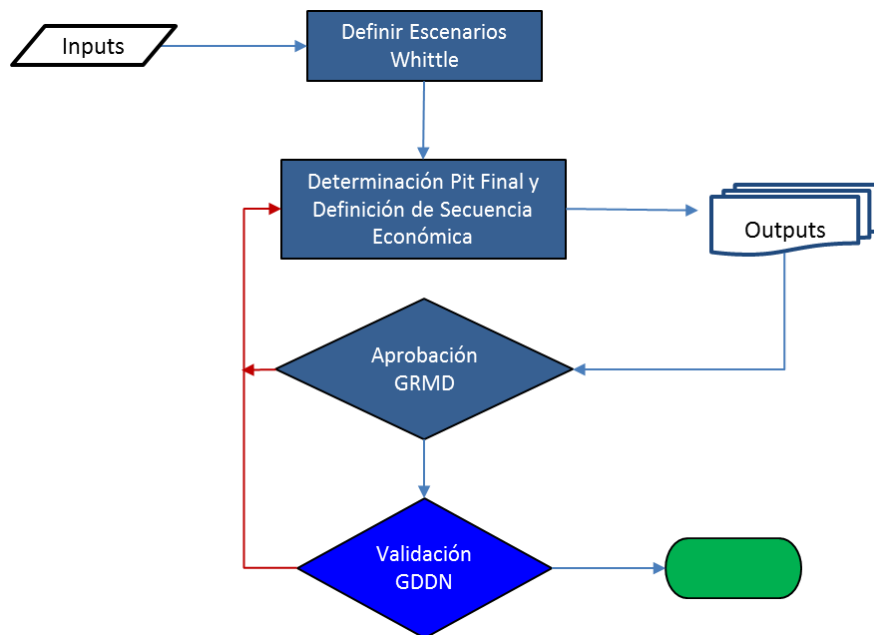 Inputs
Definir Escenarios
Whittle
Determinación Pit Final y
Definición de Secuencia
Económica
Outputs
Aprobación
GRMD
Validación
GDDN